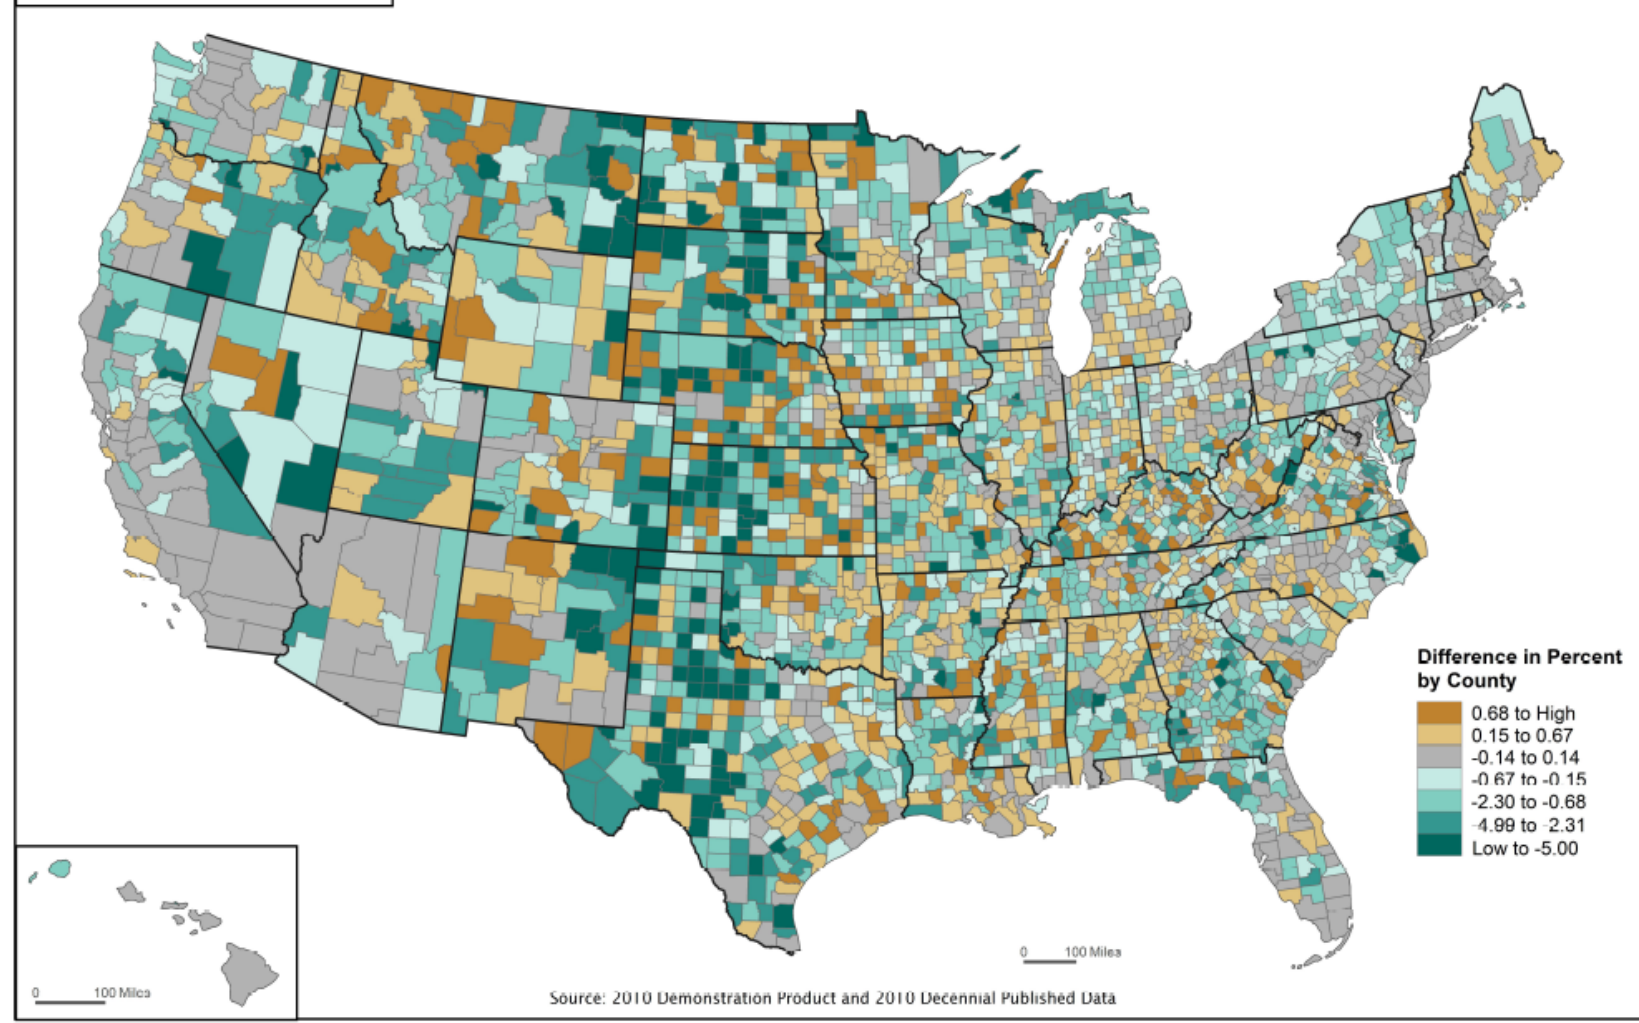 Difference in Percent
by County
0.68 to High
0.15 to 0.67
-0.14 to 0.14
-0.67 to -0.15
-2.30 to -0.68
-4.99 to -2.31
Low to -5.00
0 100 Miles
0 100 Miles
Source: 2010 Demonstration Product and 2010 Decennial Published Data